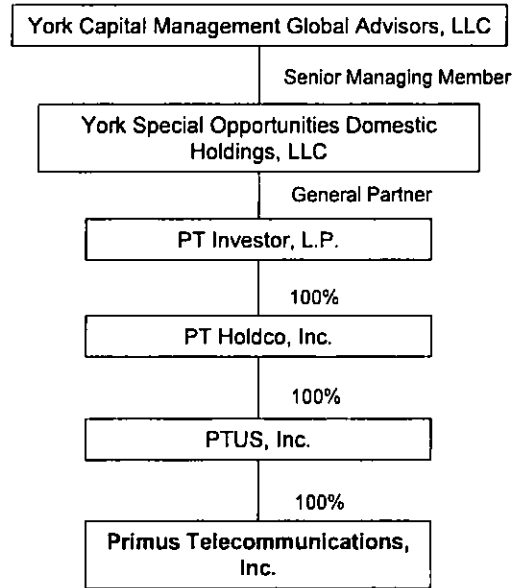 York Capital Management Global Advisors, LLC
Senior Managing Member
York Special Opportunities Domestic
Holdings, LLC
General Partner
PT Investor, L.P.
100%
PT Holdco, Inc.
100%
PTUS, Inc.
100%
Primus Telecommunications,
Inc.